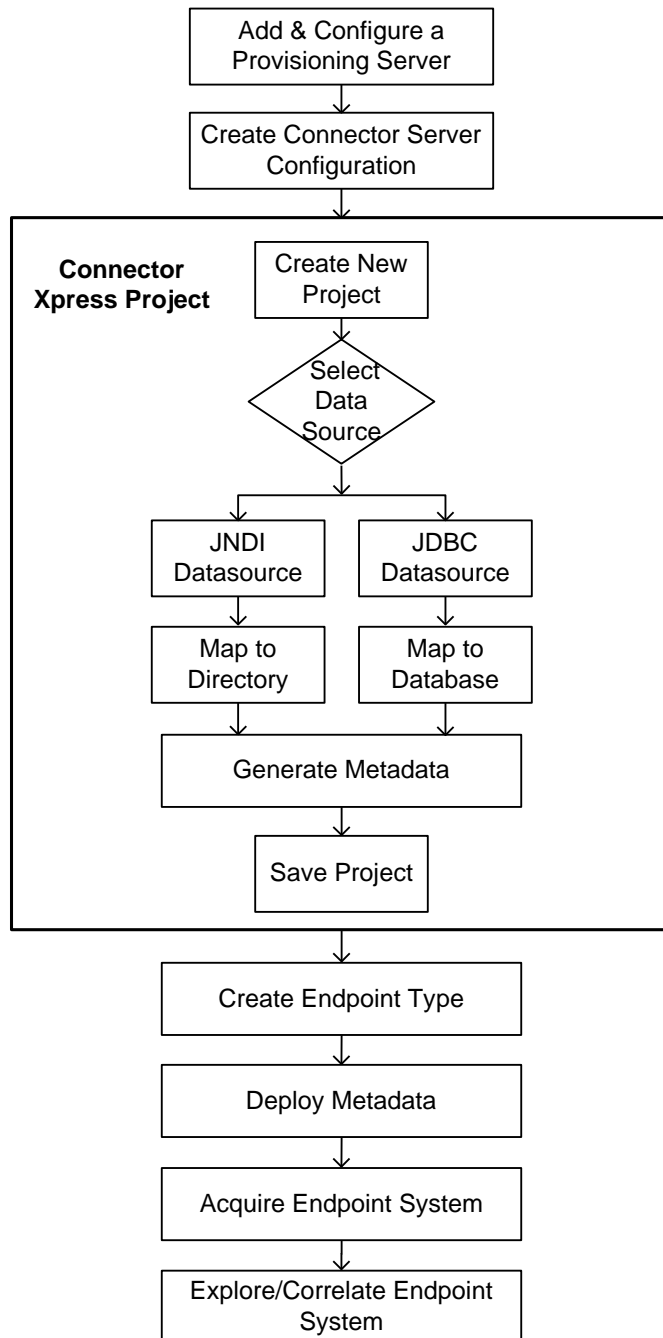 Add & Configure a
Provisioning Server
Create Connector Server
Configuration
Connector
Xpress Project
Create New
Project
Select
Data
Source
JNDI
Datasource
JDBC
Datasource
Map to
Directory
Map to
Database
Generate Metadata
Save Project
Create Endpoint Type
Deploy Metadata
Acquire Endpoint System
Explore/Correlate Endpoint
System